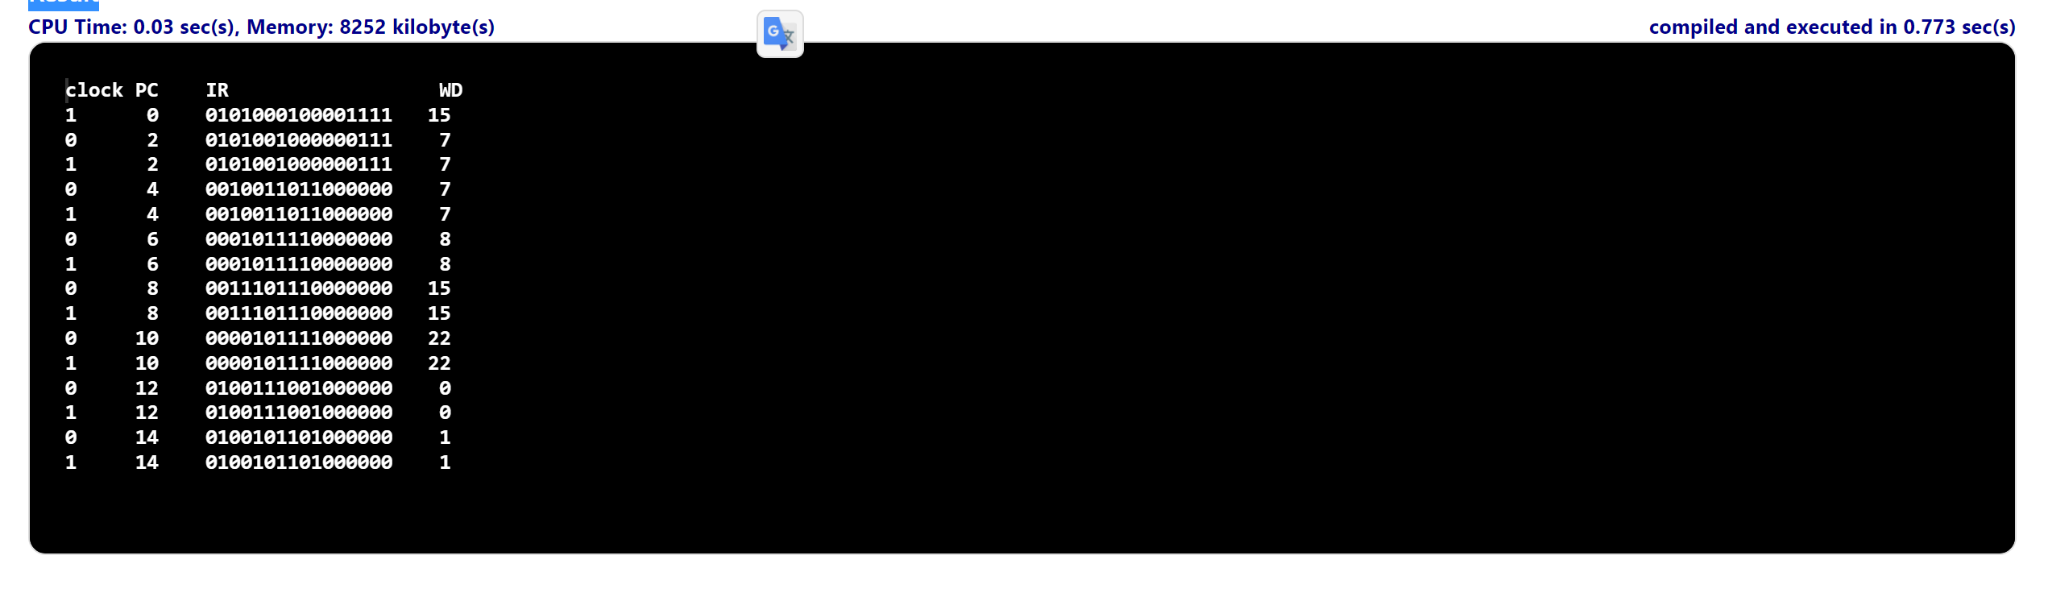 Result
CPU Time: 0.03 sec(s), Memory: 8252 kilobyte(s)
compiled and executed in 0.773 sec(s)
clock PC    IR                  WD
1      0    0101000100001111   15
0      2    0101001000000111    7
1      2    0101001000000111    7
0      4    0010011011000000    7
1      4    0010011011000000    7
0      6    0001011110000000    8
1      6    0001011110000000    8
0      8    0011101110000000   15
1      8    0011101110000000   15
0     10    0000101111000000   22
1     10    0000101111000000   22
0     12    0100111001000000    0
1     12    0100111001000000    0
0     14    0100101101000000    1
1     14    0100101101000000    1